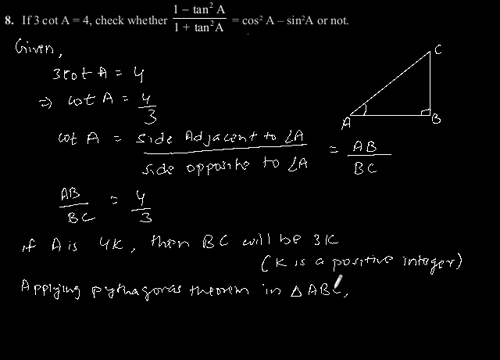 8. If 3 cot A = 4, check whether (1 – tan² A)/(1 + tan² A) = cos² A – sin²A or not.
Given,
3cot A = 4
⇒ cot A = 4/3
cot A = side Adjacent to ∠A / side opposite to ∠A = AB/BC
AB/BC = 4/3
if A is 4K, then BC will be 3K
(K is a positive integer)
Applying pythagoras theorem in △ABC,
C
A
B